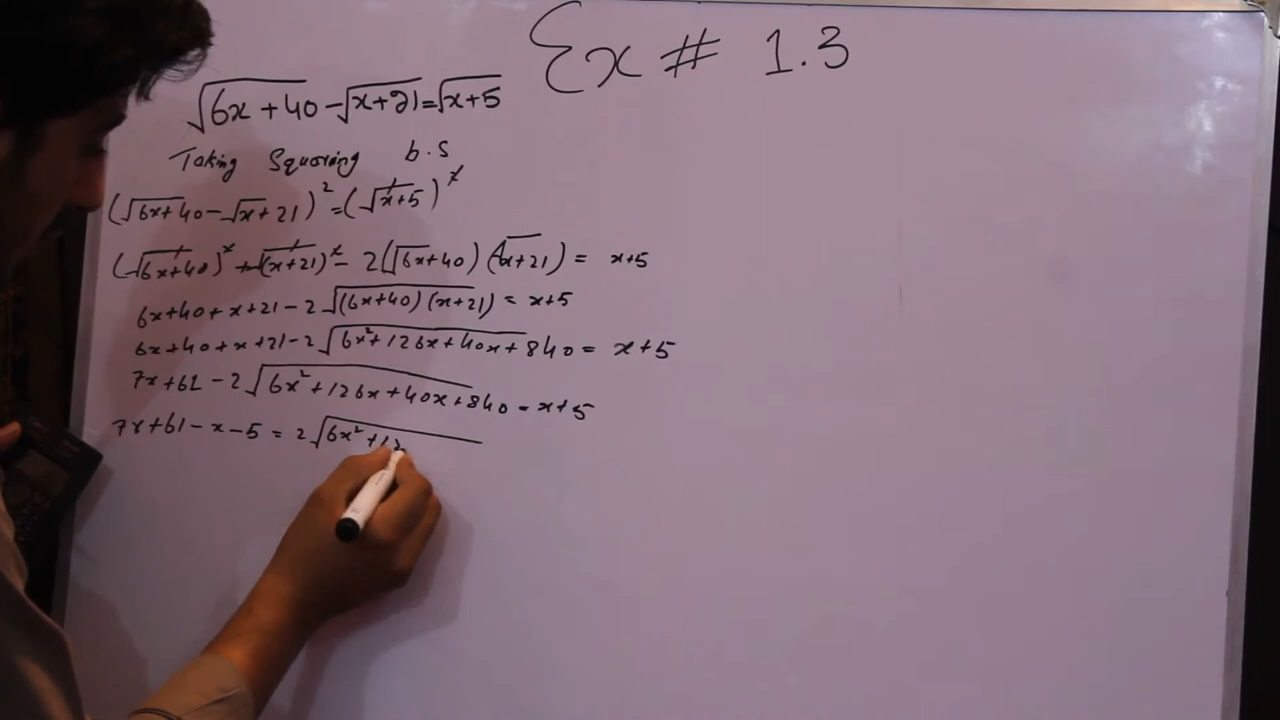 Ex # 1.3
√6x+40 - √x+21 = √x+5
Taking Squaring b.s
(√6x+40 - √x+21)² = (√x+5)²
(√6x+40)² + (√x+21)² - 2(√6x+40)(√x+21) = x+5
6x+40+x+21-2√(6x+40)(x+21) = x+5
6x+40+x+21-2√6x²+126x+40x+840 = x+5
7x+61-2√6x²+126x+40x+840 = x+5
7x+61-x-5 = 2√6x²+12